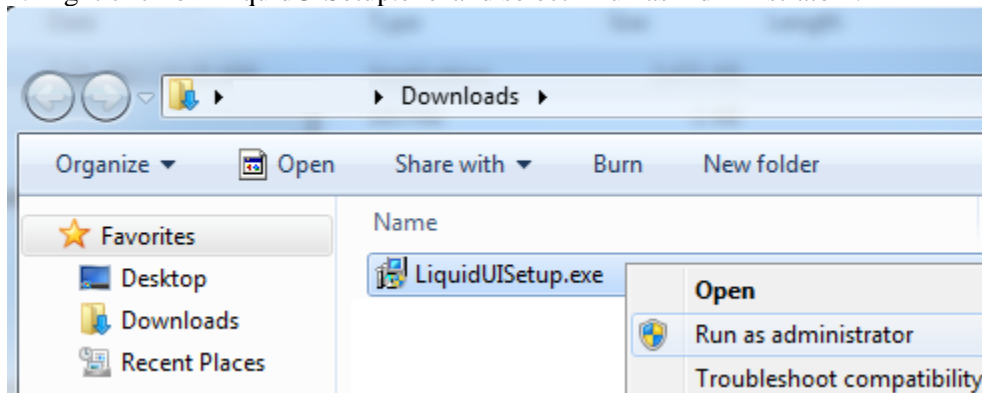 Downloads
Organize Open Share with Burn New folder
Name
Favorites
LiquidUISetup.exe
Desktop
Open
Downloads
Run as administrator
Recent Places
Troubleshoot compatibility